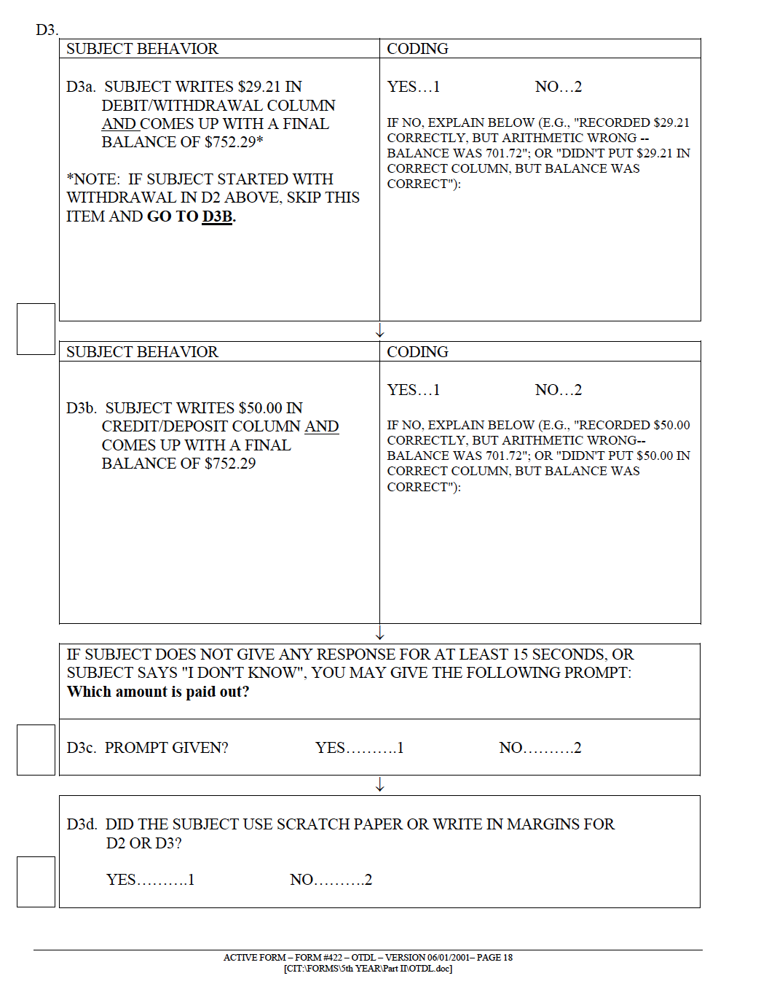 D3.
SUBJECT BEHAVIOR
CODING
D3a. SUBJECT WRITES $29.21 IN
DEBIT/WITHDRAWAL COLUMN
AND COMES UP WITH A FINAL
BALANCE OF $752.29*
*NOTE: IF SUBJECT STARTED WITH
WITHDRAWAL IN D2 ABOVE, SKIP THIS
ITEM AND GO TO D3B.
YES…1 NO…2
IF NO, EXPLAIN BELOW (E.G., "RECORDED $29.21
CORRECTLY, BUT ARITHMETIC WRONG --
BALANCE WAS 701.72"; OR "DIDN'T PUT $29.21 IN
CORRECT COLUMN, BUT BALANCE WAS
CORRECT"):
↓
SUBJECT BEHAVIOR
CODING
D3b. SUBJECT WRITES $50.00 IN
CREDIT/DEPOSIT COLUMN AND
COMES UP WITH A FINAL
BALANCE OF $752.29
YES…1 NO…2
IF NO, EXPLAIN BELOW (E.G., "RECORDED $50.00
CORRECTLY, BUT ARITHMETIC WRONG--
BALANCE WAS 701.72"; OR "DIDN'T PUT $50.00 IN
CORRECT COLUMN, BUT BALANCE WAS
CORRECT"):
↓
IF SUBJECT DOES NOT GIVE ANY RESPONSE FOR AT LEAST 15 SECONDS, OR
SUBJECT SAYS "I DON'T KNOW", YOU MAY GIVE THE FOLLOWING PROMPT:
Which amount is paid out?
D3c. PROMPT GIVEN? YES……….1 NO……….2
↓
D3d. DID THE SUBJECT USE SCRATCH PAPER OR WRITE IN MARGINS FOR
D2 OR D3?
YES……….1 NO……….2
ACTIVE FORM – FORM #422 – OTDL – VERSION 06/01/2001– PAGE 18
[CIT:\FORMS\5th YEAR\Part II\OTDL.doc]